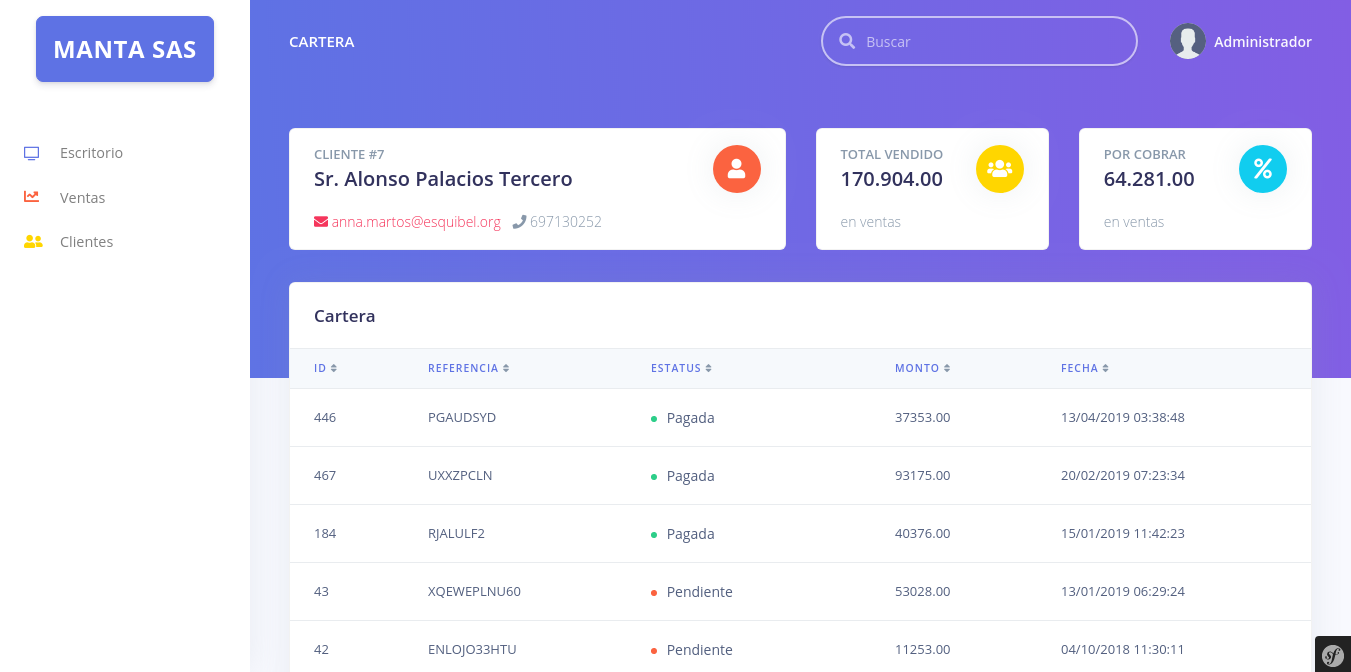 MANTA SAS
Escritorio
Ventas
Clientes
CARTERA
Buscar
Administrador
CLIENTE #7
Sr. Alonso Palacios Tercero
anna.martos@esquibel.org 697130252
TOTAL VENDIDO
170.904.00
en ventas
POR COBRAR
64.281.00
en ventas
Cartera
ID REFERENCIA ESTATUS MONTO FECHA
446 PGAUDSYD Pagada 37353.00 13/04/2019 03:38:48
467 UXXZPCLN Pagada 93175.00 20/02/2019 07:23:34
184 RJALULF2 Pagada 40376.00 15/01/2019 11:42:23
43 XQEWEPLNU60 Pendiente 53028.00 13/01/2019 06:29:24
42 ENLOJO33HTU Pendiente 11253.00 04/10/2018 11:30:11
sf